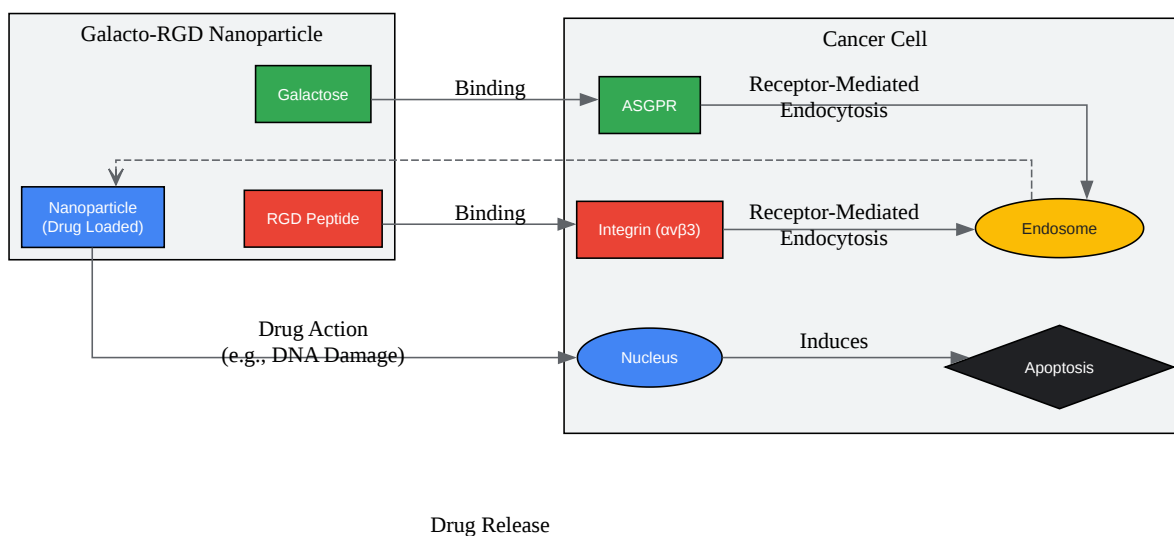 Galacto-RGD Nanoparticle
Cancer Cell
Galactose
Binding
ASGPR
Receptor-Mediated
Endocytosis
Nanoparticle
(Drug Loaded)
RGD Peptide
Binding
Integrin (αvβ3)
Receptor-Mediated
Endocytosis
Endosome
Drug Action
(e.g., DNA Damage)
Nucleus
Induces
Apoptosis
Drug Release